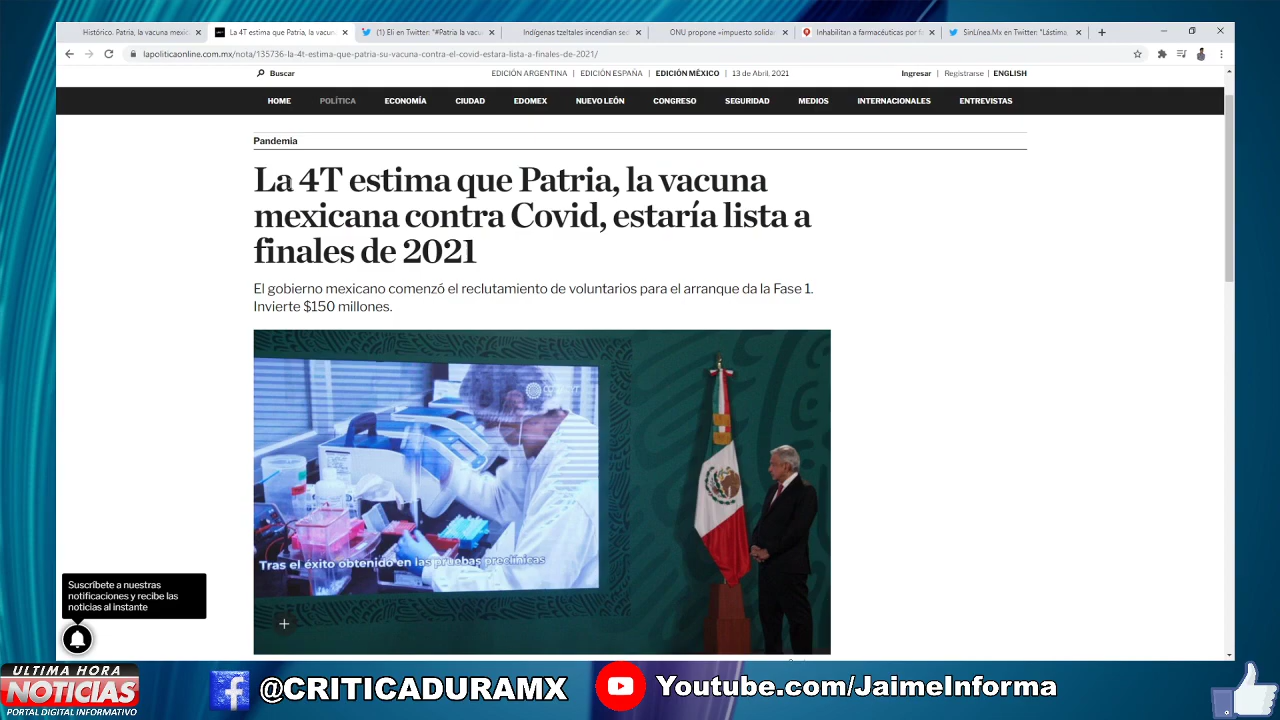 Histórico. Patria, la vacuna mexic
La 4T estima que Patria, la vacun
(1) Eli en Twitter: "#Patria la vacu
Indígenas tzeltales incendian sed
ONU propone «impuesto solidar
Inhabilitan a farmacéuticas por f
SinLínea.Mx en Twitter: "Lástima
lapoliticaonline.com.mx/nota/135736-la-4t-estima-que-patria-su-vacuna-contra-el-covid-estara-lista-a-finales-de-2021/
Buscar
EDICIÓN ARGENTINA | EDICIÓN ESPAÑA | EDICIÓN MÉXICO | 13 de Abril, 2021
Ingresar | Registrarse | ENGLISH
HOME POLÍTICA ECONOMÍA CIUDAD EDOMEX NUEVO LEÓN CONGRESO SEGURIDAD MEDIOS INTERNACIONALES ENTREVISTAS
Pandemia
La 4T estima que Patria, la vacuna
mexicana contra Covid, estaría lista a
finales de 2021
El gobierno mexicano comenzó el reclutamiento de voluntarios para el arranque da la Fase 1.
Invierte $150 millones.
Tras el éxito obtenido en las pruebas preclínicas
Suscríbete a nuestras
notificaciones y recibe las
noticias al instante
ULTIMA HORA
NOTICIAS
PORTAL DIGITAL INFORMATIVO
@CRITICADURAMX
Youtube.com/JaimeInforma